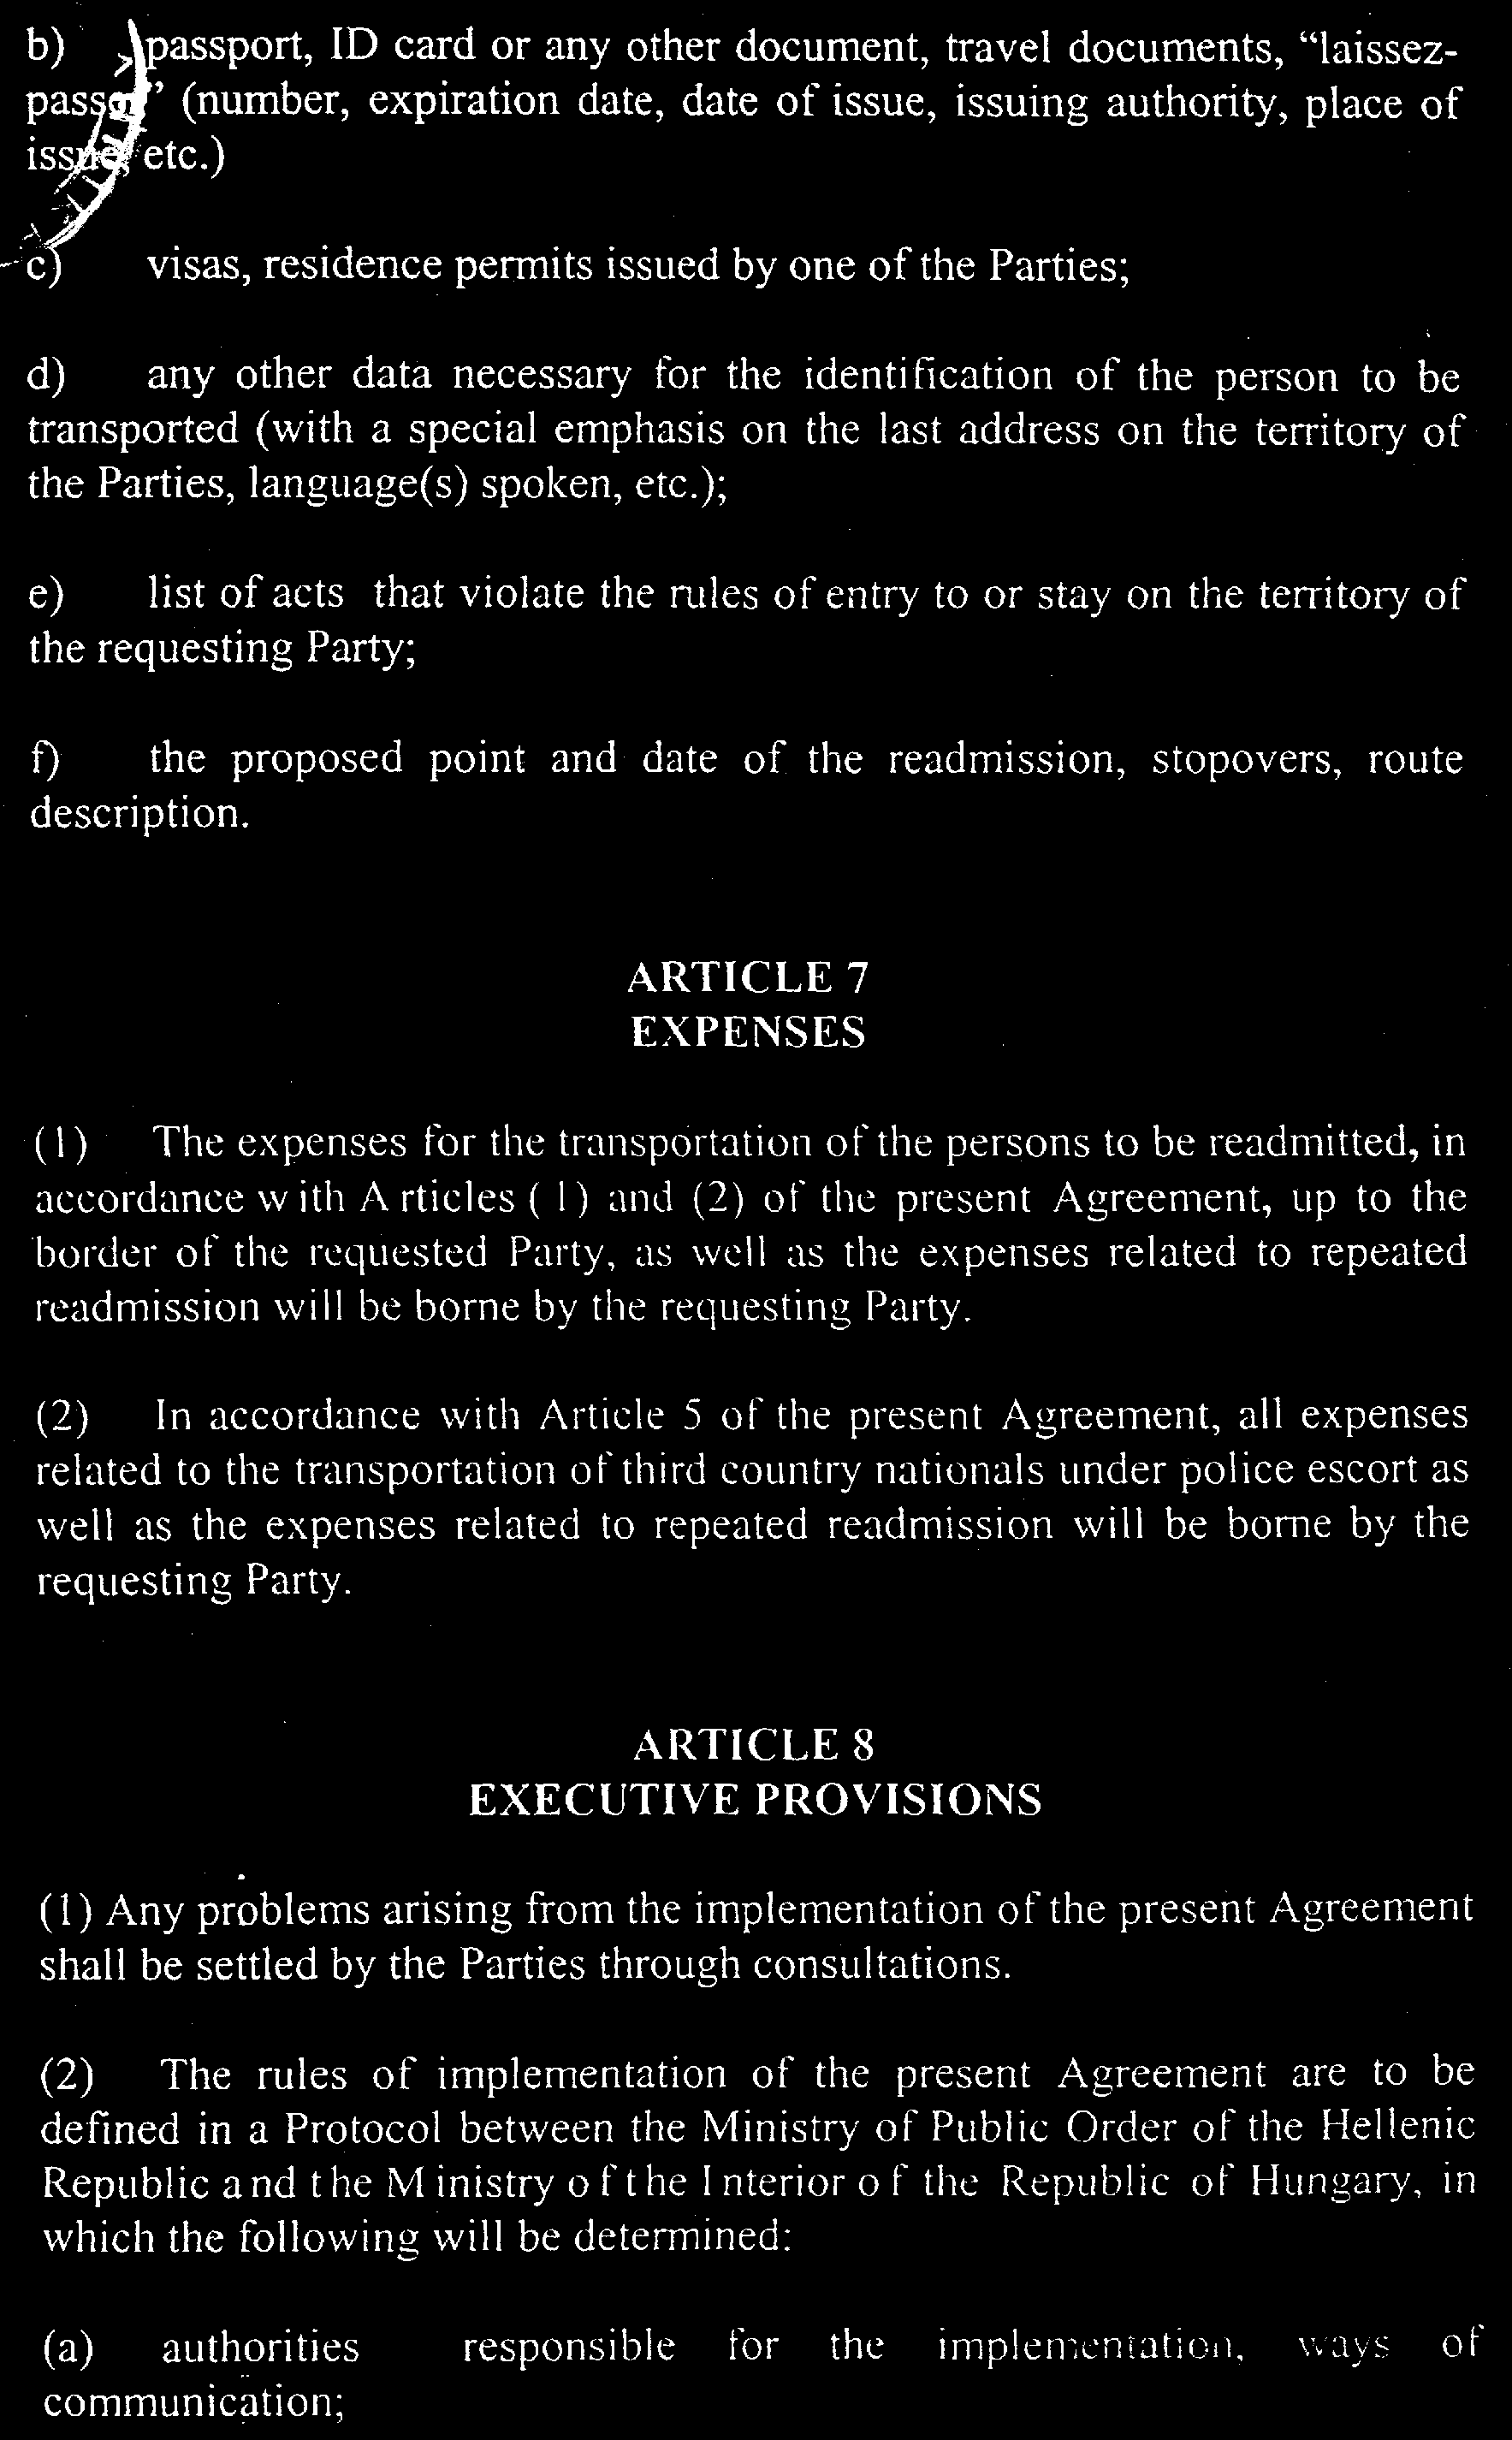 b) passport, ID card or any other document, travel documents, “laissez-
passer” (number, expiration date, date of issue, issuing authority, place of
issue, etc.)
c) visas, residence permits issued by one of the Parties;
d) any other data necessary for the identification of the person to be
transported (with a special emphasis on the last address on the territory of
the Parties, language(s) spoken, etc.);
e) list of acts that violate the rules of entry to or stay on the territory of
the requesting Party;
f) the proposed point and date of the readmission, stopovers, route
description.
ARTICLE 7
EXPENSES
(1) The expenses for the transportation of the persons to be readmitted, in
accordance with Articles (1) and (2) of the present Agreement, up to the
border of the requested Party, as well as the expenses related to repeated
readmission will be borne by the requesting Party.
(2) In accordance with Article 5 of the present Agreement, all expenses
related to the transportation of third country nationals under police escort as
well as the expenses related to repeated readmission will be borne by the
requesting Party.
ARTICLE 8
EXECUTIVE PROVISIONS
(1) Any problems arising from the implementation of the present Agreement
shall be settled by the Parties through consultations.
(2) The rules of implementation of the present Agreement are to be
defined in a Protocol between the Ministry of Public Order of the Hellenic
Republic and the Ministry of the Interior of the Republic of Hungary, in
which the following will be determined:
(a) authorities responsible for the implementation, ways of
communication;